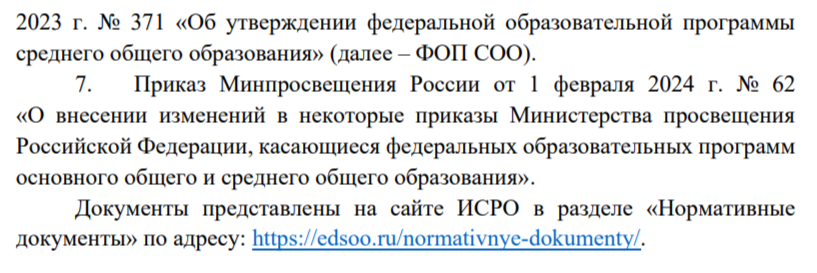 2023 г. № 371 «Об утверждении федеральной образовательной программы
среднего общего образования» (далее – ФОП СОО).
7. Приказ Минпросвещения России от 1 февраля 2024 г. № 62
«О внесении изменений в некоторые приказы Министерства просвещения
Российской Федерации, касающиеся федеральных образовательных программ
основного общего и среднего общего образования».
Документы представлены на сайте ИСРО в разделе «Нормативные
документы» по адресу: https://edsoo.ru/normativnye-dokumenty/.